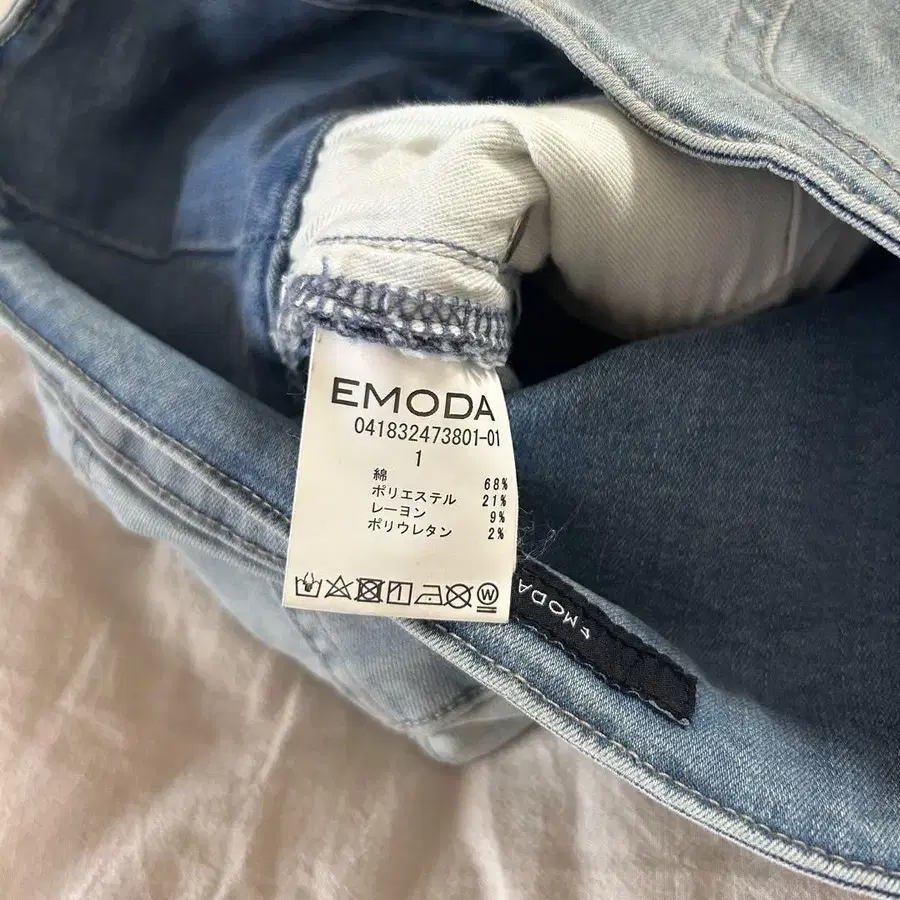 EMODA
041832473801-01
1
綿 68%
ポリエステル 21%
レーヨン 9%
ポリウレタン 2%
W
EMODA